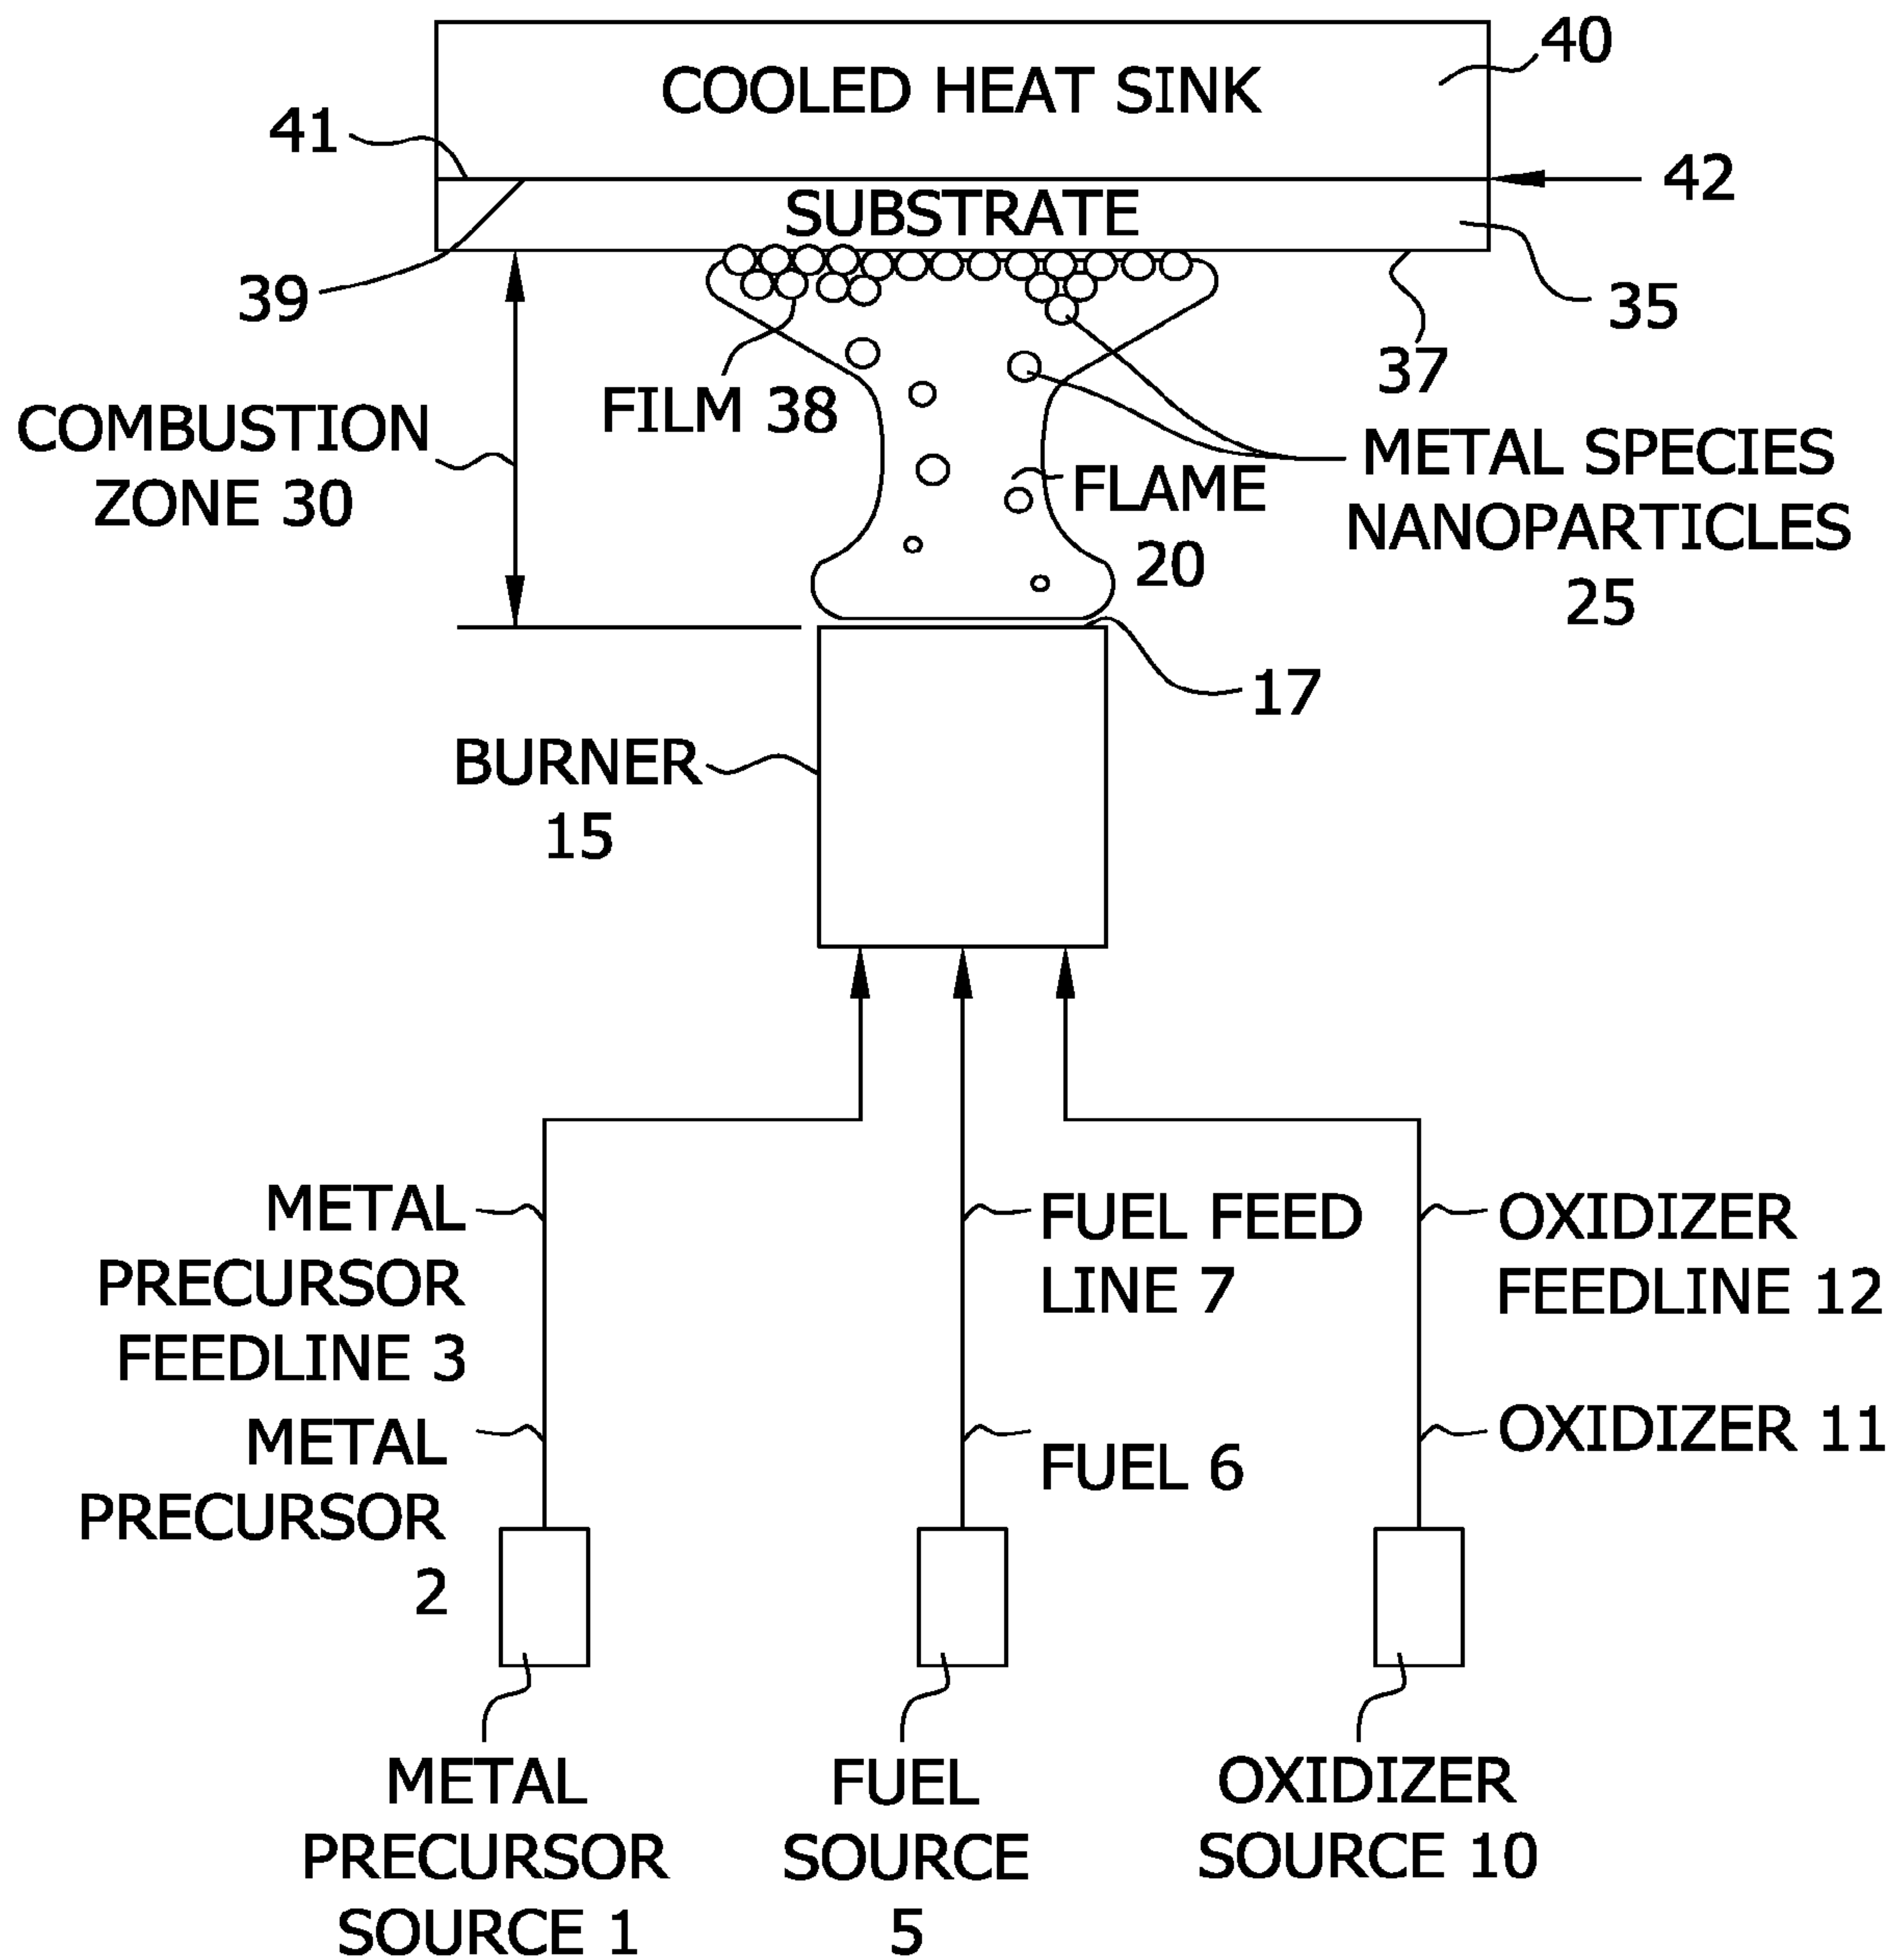 40
COOLED HEAT SINK
41
42
SUBSTRATE
39
35
37
COMBUSTION
ZONE 30
FILM 38
METAL SPECIES
NANOPARTICLES
25
FLAME
20
17
BURNER
15
METAL
PRECURSOR
FEEDLINE 3
FUEL FEED
LINE 7
OXIDIZER
FEEDLINE 12
METAL
PRECURSOR
2
FUEL 6
OXIDIZER 11
METAL
PRECURSOR
SOURCE 1
FUEL
SOURCE
5
OXIDIZER
SOURCE 10